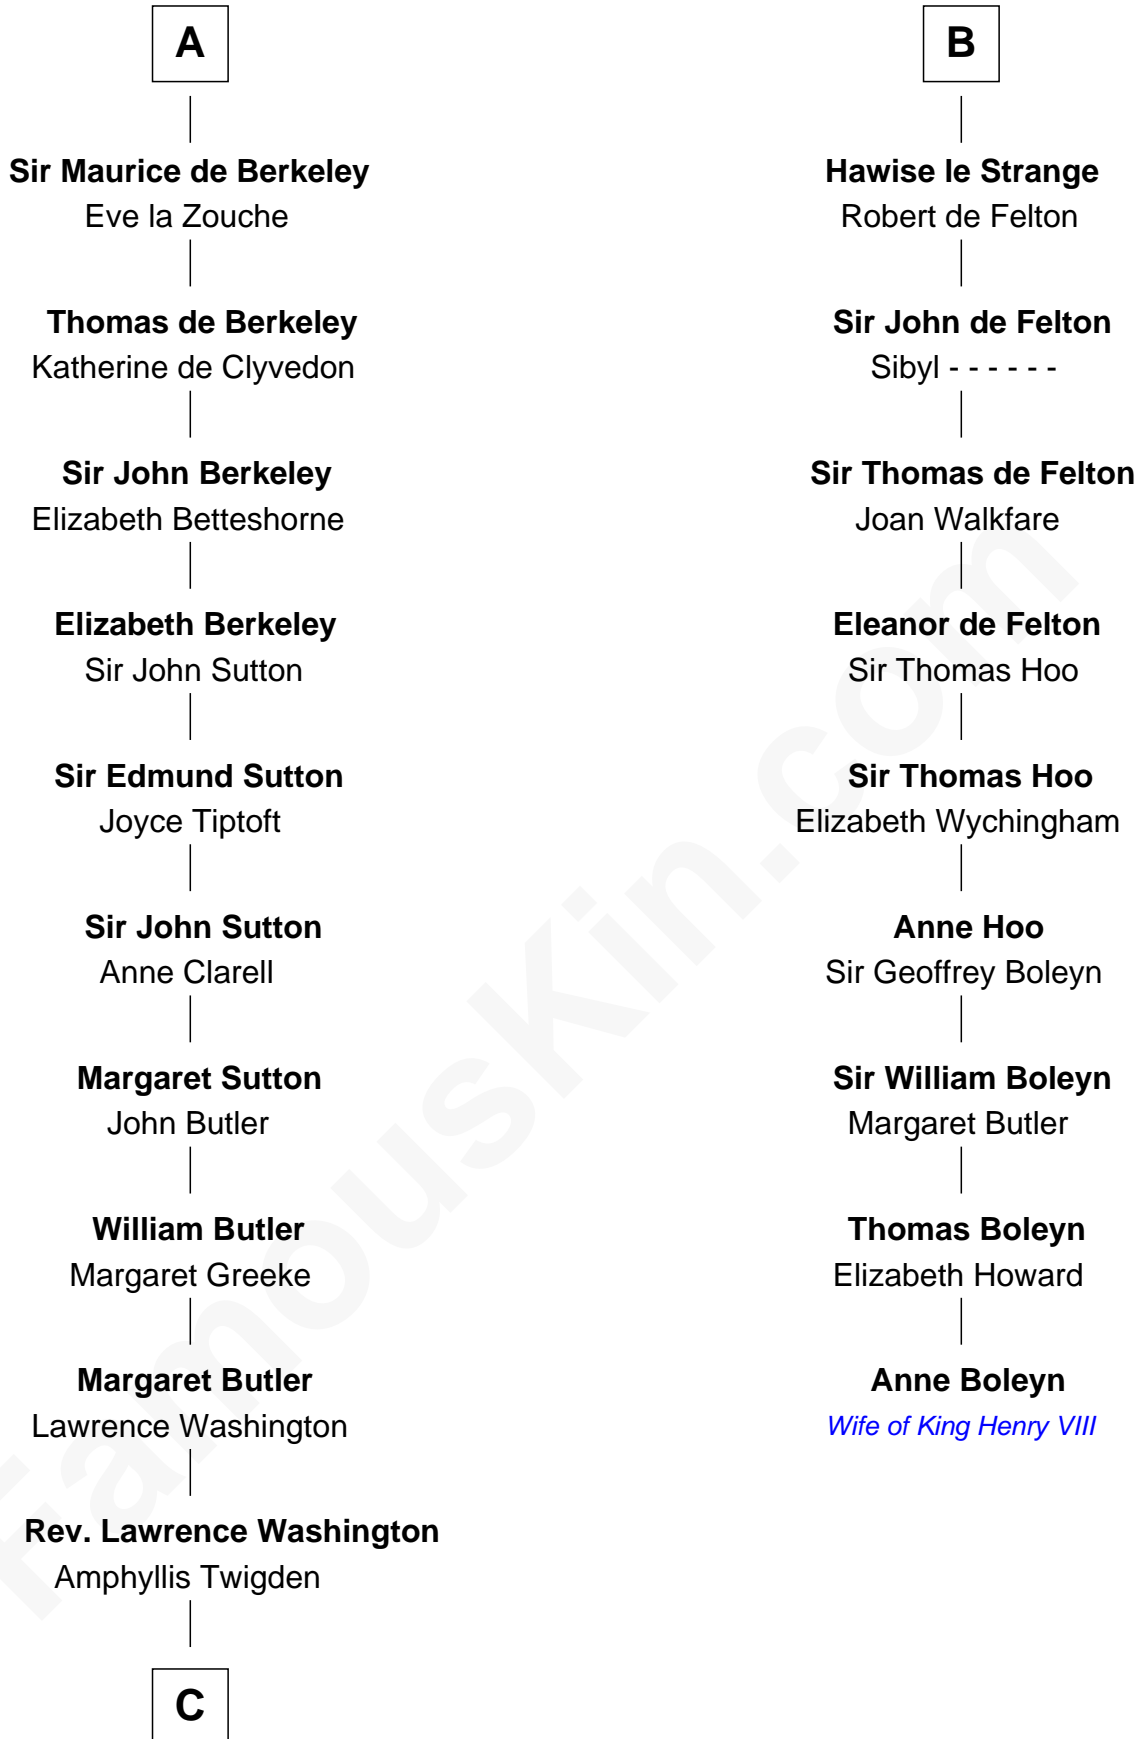 A
Sir Maurice de Berkeley
Eve la Zouche
Thomas de Berkeley
Katherine de Clyvedon
Sir John Berkeley
Elizabeth Betteshorne
Elizabeth Berkeley
Sir John Sutton
Sir Edmund Sutton
Joyce Tiptoft
Sir John Sutton
Anne Clarell
Margaret Sutton
John Butler
William Butler
Margaret Greeke
Margaret Butler
Lawrence Washington
Rev. Lawrence Washington
Amphyllis Twigden
C
B
Hawise le Strange
Robert de Felton
Sir John de Felton
Sibyl - - - - - -
Sir Thomas de Felton
Joan Walkfare
Eleanor de Felton
Sir Thomas Hoo
Sir Thomas Hoo
Elizabeth Wychingham
Anne Hoo
Sir Geoffrey Boleyn
Sir William Boleyn
Margaret Butler
Thomas Boleyn
Elizabeth Howard
Anne Boleyn
Wife of King Henry VIII
FamousKin.com